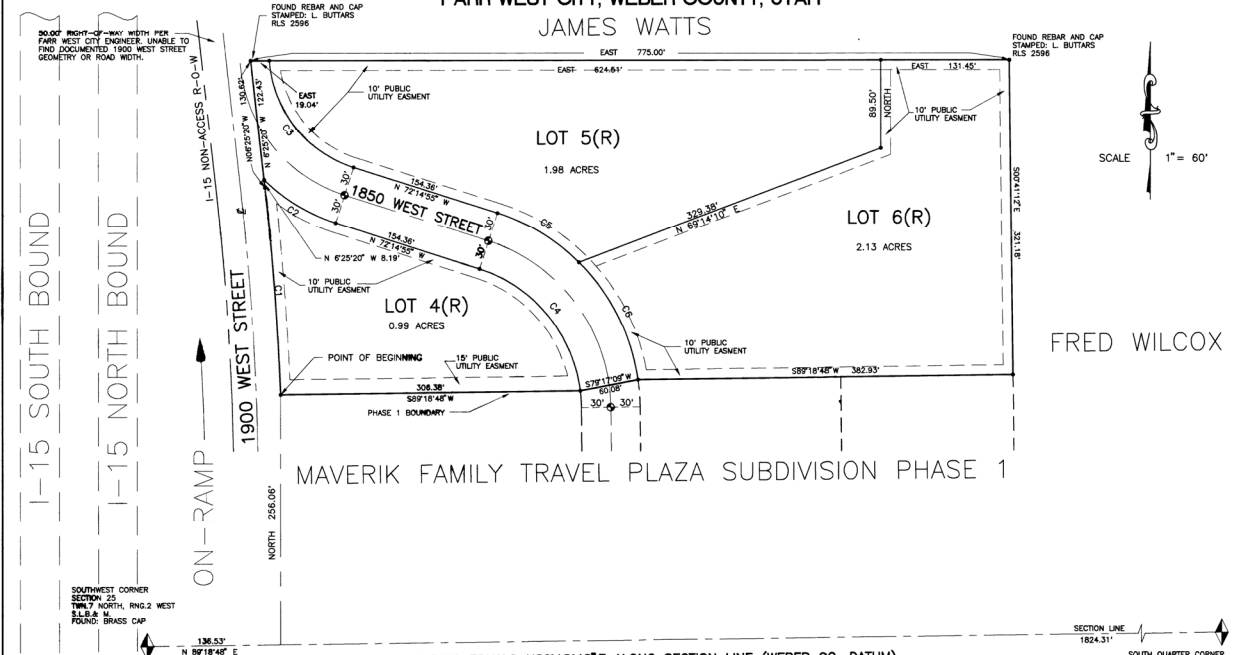 FARR WEST CITY, WEBER COUNTY, UTAH
FOUND REBAR AND CAP
STAMPED: L. BUTTARS
RLS 2596
JAMES WATTS
50.00' RIGHT-OF-WAY WIDTH PER
FARR WEST CITY ENGINEER. UNABLE TO
FIND DOCUMENTED 1900 WEST STREET
GEOMETRY OR ROAD WIDTH.
FOUND REBAR AND CAP
STAMPED: L. BUTTARS
RLS 2596
EAST 775.00'
EAST 624.51'
EAST 131.45'
EAST
19.04'
10' PUBLIC
UTILITY EASMENT
89.50'
NORTH
10' PUBLIC
UTILITY EASMENT
I-15 NON-ACCESS R-O-W
N06°25'20"W 130.62'
N 6°25'20" W 122.43'
C3
LOT 5(R)
1.98 ACRES
SCALE 1"= 60'
30'
30'
154.36'
N 72°14'55" W
1850 WEST STREET
C2
30'
30'
C5
329.38'
N 69°14'10" E
LOT 6(R)
2.13 ACRES
S00°41'12"E 321.18'
154.36'
N 72°14'55" W
N 6°25'20" W 8.19'
10' PUBLIC
UTILITY EASMENT
C1
LOT 4(R)
0.99 ACRES
C4
C6
10' PUBLIC
UTILITY EASMENT
FRED WILCOX
I-15 SOUTH BOUND
I-15 NORTH BOUND
1900 WEST STREET
ON-RAMP
POINT OF BEGINNING
15' PUBLIC
UTILITY EASMENT
306.38'
S89°18'48"W
PHASE 1 BOUNDARY
S79°17'09"W
60.08'
30' 30'
S89°18'48"W 382.93'
MAVERIK FAMILY TRAVEL PLAZA SUBDIVISION PHASE 1
NORTH 256.06'
SOUTHWEST CORNER
SECTION 25
TWN.7 NORTH, RNG.2 WEST
S.L.B.& M.
FOUND: BRASS CAP
136.53'
N 89°18'48" E
SECTION LINE
1824.31'
ALONG SECTION LINE (WEBER CO. DATUM)
SOUTH QUARTER CORNER